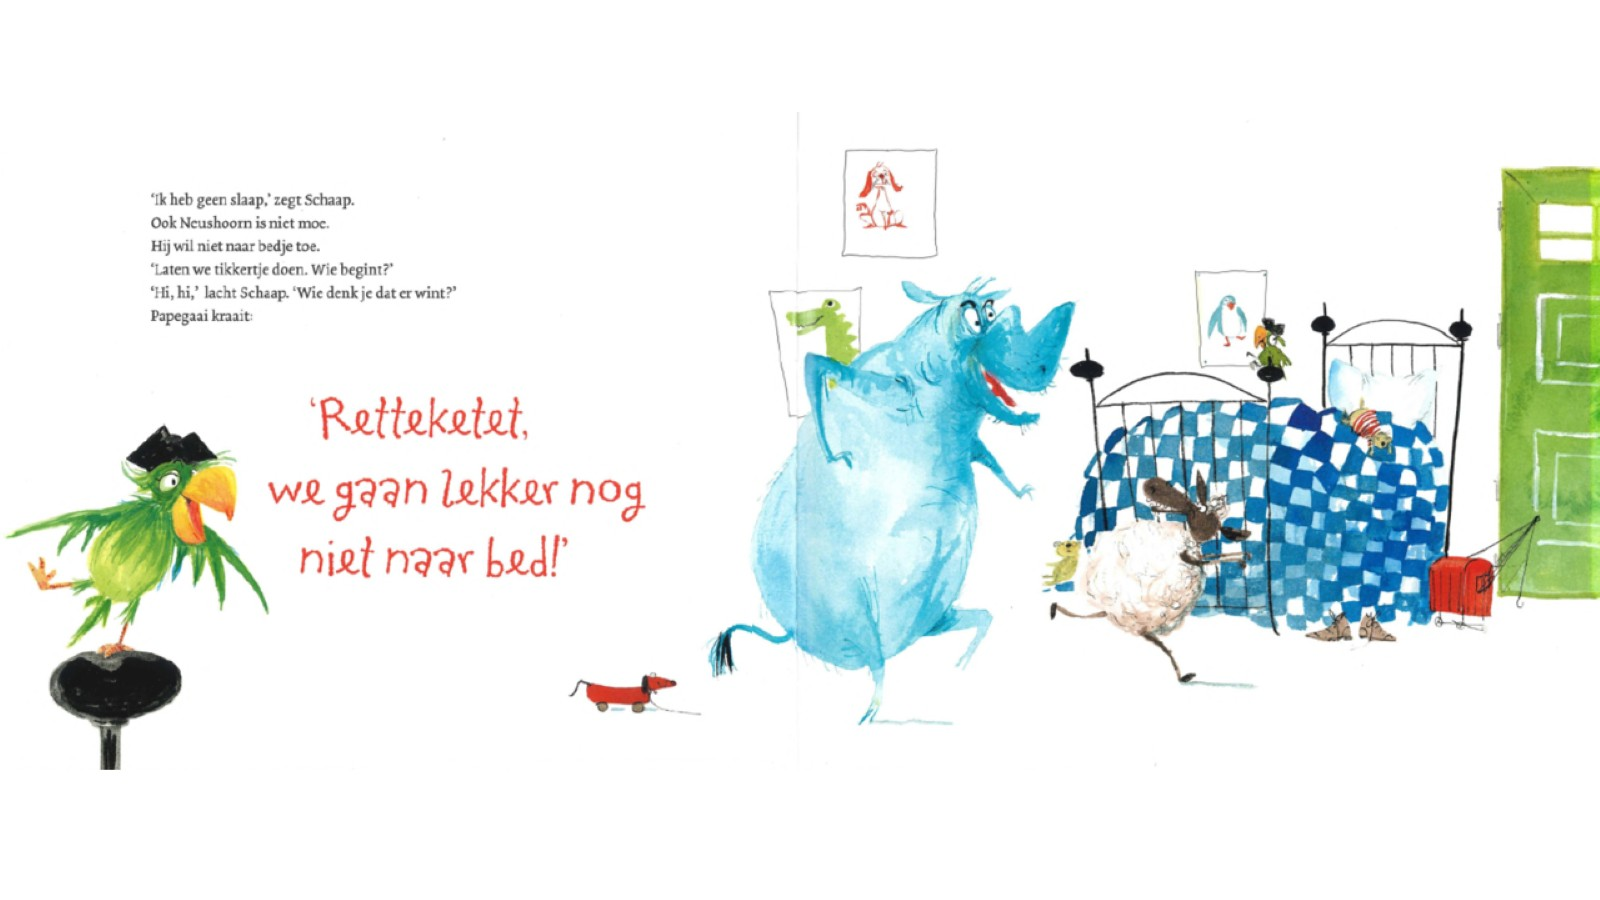 ‘Ik heb geen slaap,’ zegt Schaap.
Ook Neushoorn is niet moe.
Hij wil niet naar bedje toe.
‘Laten we tikkertje doen. Wie begint?’
‘Hi, hi,’ lacht Schaap. ‘Wie denk je dat er wint?’
Papegaai kraait:
‘Retteketet,
we gaan lekker nog
niet naar bed!’